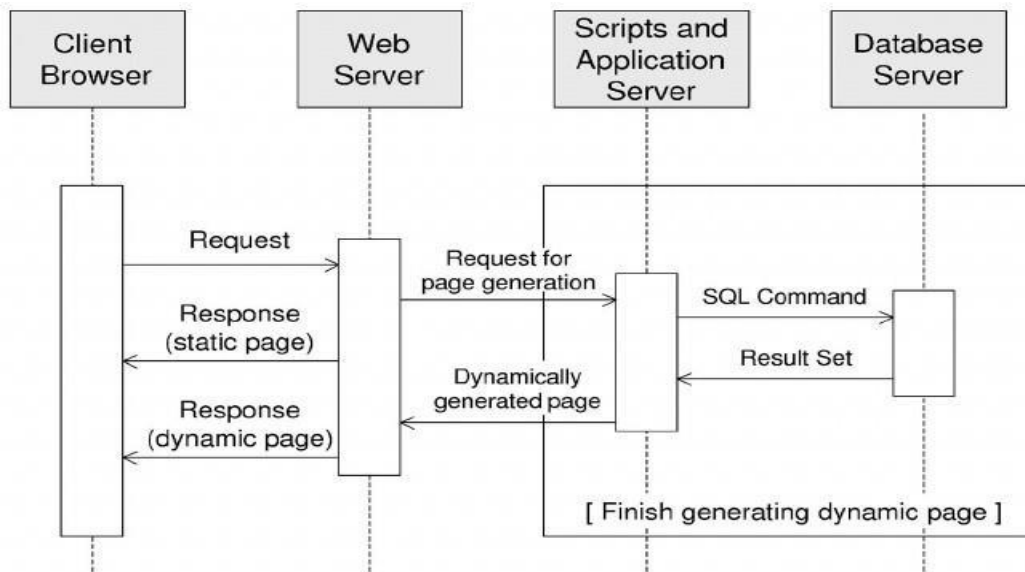 Client
Browser
Web
Server
Scripts and
Application
Server
Database
Server
Request
Request for
page generation
SQL Command
Response
(static page)
Result Set
Dynamically
generated page
Response
(dynamic page)
[ Finish generating dynamic page ]